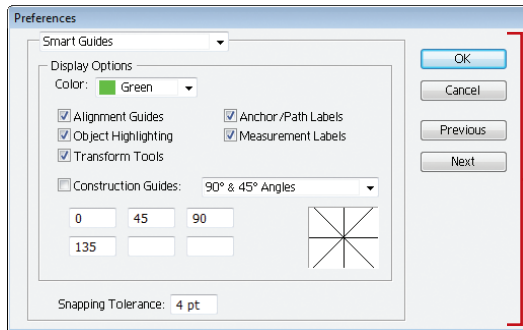 Preferences
Smart Guides
OK
Display Options
Color: Green
Cancel
Alignment Guides Anchor/Path Labels
Object Highlighting Measurement Labels
Previous
Transform Tools
Next
Construction Guides: 90° & 45° Angles
0 45 90
135
Snapping Tolerance: 4 pt